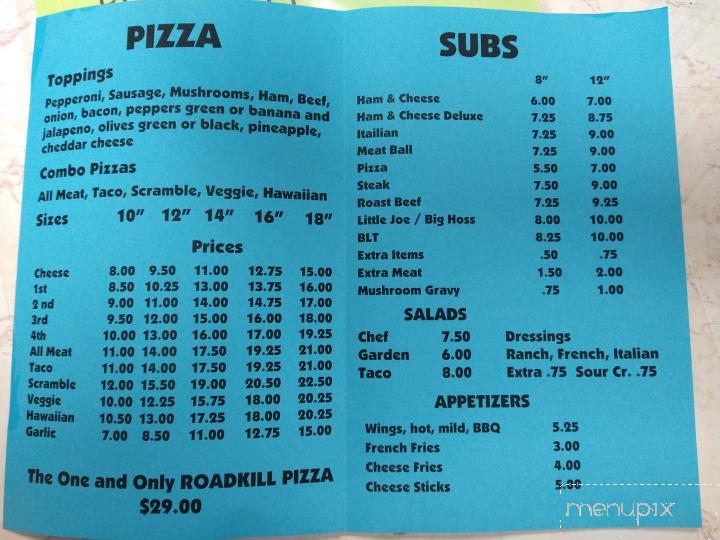 PIZZA
Toppings
Pepperoni, Sausage, Mushrooms, Ham, Beef,
onion, bacon, peppers green or banana and
jalapeno, olives green or black, pineapple,
cheddar cheese
Combo Pizzas
All Meat, Taco, Scramble, Veggie, Hawaiian
Sizes 10" 12" 14" 16" 18"
Prices
Cheese 8.00 9.50 11.00 12.75 15.00
1st 8.50 10.25 13.00 13.75 16.00
2 nd 9.00 11.00 14.00 14.75 17.00
3rd 9.50 12.00 15.00 16.00 18.00
4th 10.00 13.00 16.00 17.00 19.25
All Meat 11.00 14.00 17.50 19.25 21.00
Taco 11.00 14.00 17.50 19.25 21.00
Scramble 12.00 15.50 19.00 20.50 22.50
Veggie 10.00 12.25 15.75 18.00 20.25
Hawaiian 10.50 13.00 17.25 18.00 20.25
Garlic 7.00 8.50 11.00 12.75 15.00
The One and Only ROADKILL PIZZA
$29.00
SUBS
8" 12"
Ham & Cheese 6.00 7.00
Ham & Cheese Deluxe 7.25 8.75
Itailian 7.25 9.00
Meat Ball 7.25 9.00
Pizza 5.50 7.00
Steak 7.50 9.00
Roast Beef 7.25 9.25
Little Joe / Big Hoss 8.00 10.00
BLT 8.25 10.00
Extra Items .50 .75
Extra Meat 1.50 2.00
Mushroom Gravy .75 1.00
SALADS
Chef 7.50 Dressings
Garden 6.00 Ranch, French, Italian
Taco 8.00 Extra .75 Sour Cr. .75
APPETIZERS
Wings, hot, mild, BBQ 5.25
French Fries 3.00
Cheese Fries 4.00
Cheese Sticks
menupix